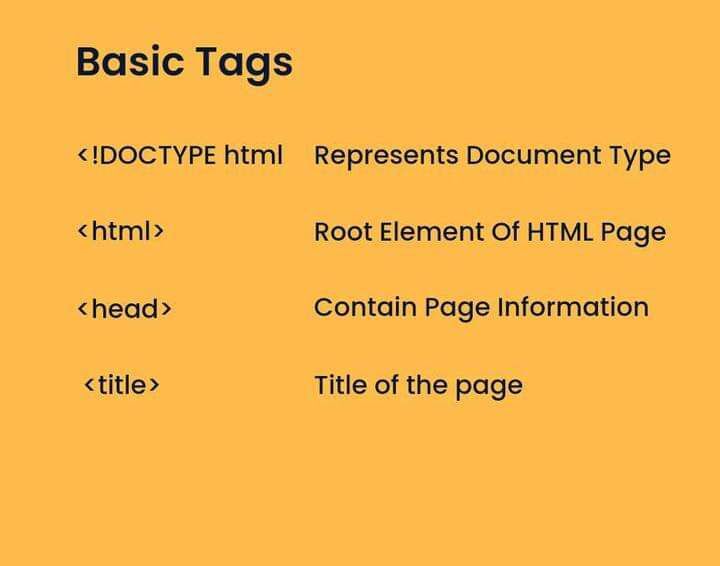 Basic Tags
<!DOCTYPE html Represents Document Type
<html> Root Element Of HTML Page
<head> Contain Page Information
<title> Title of the page